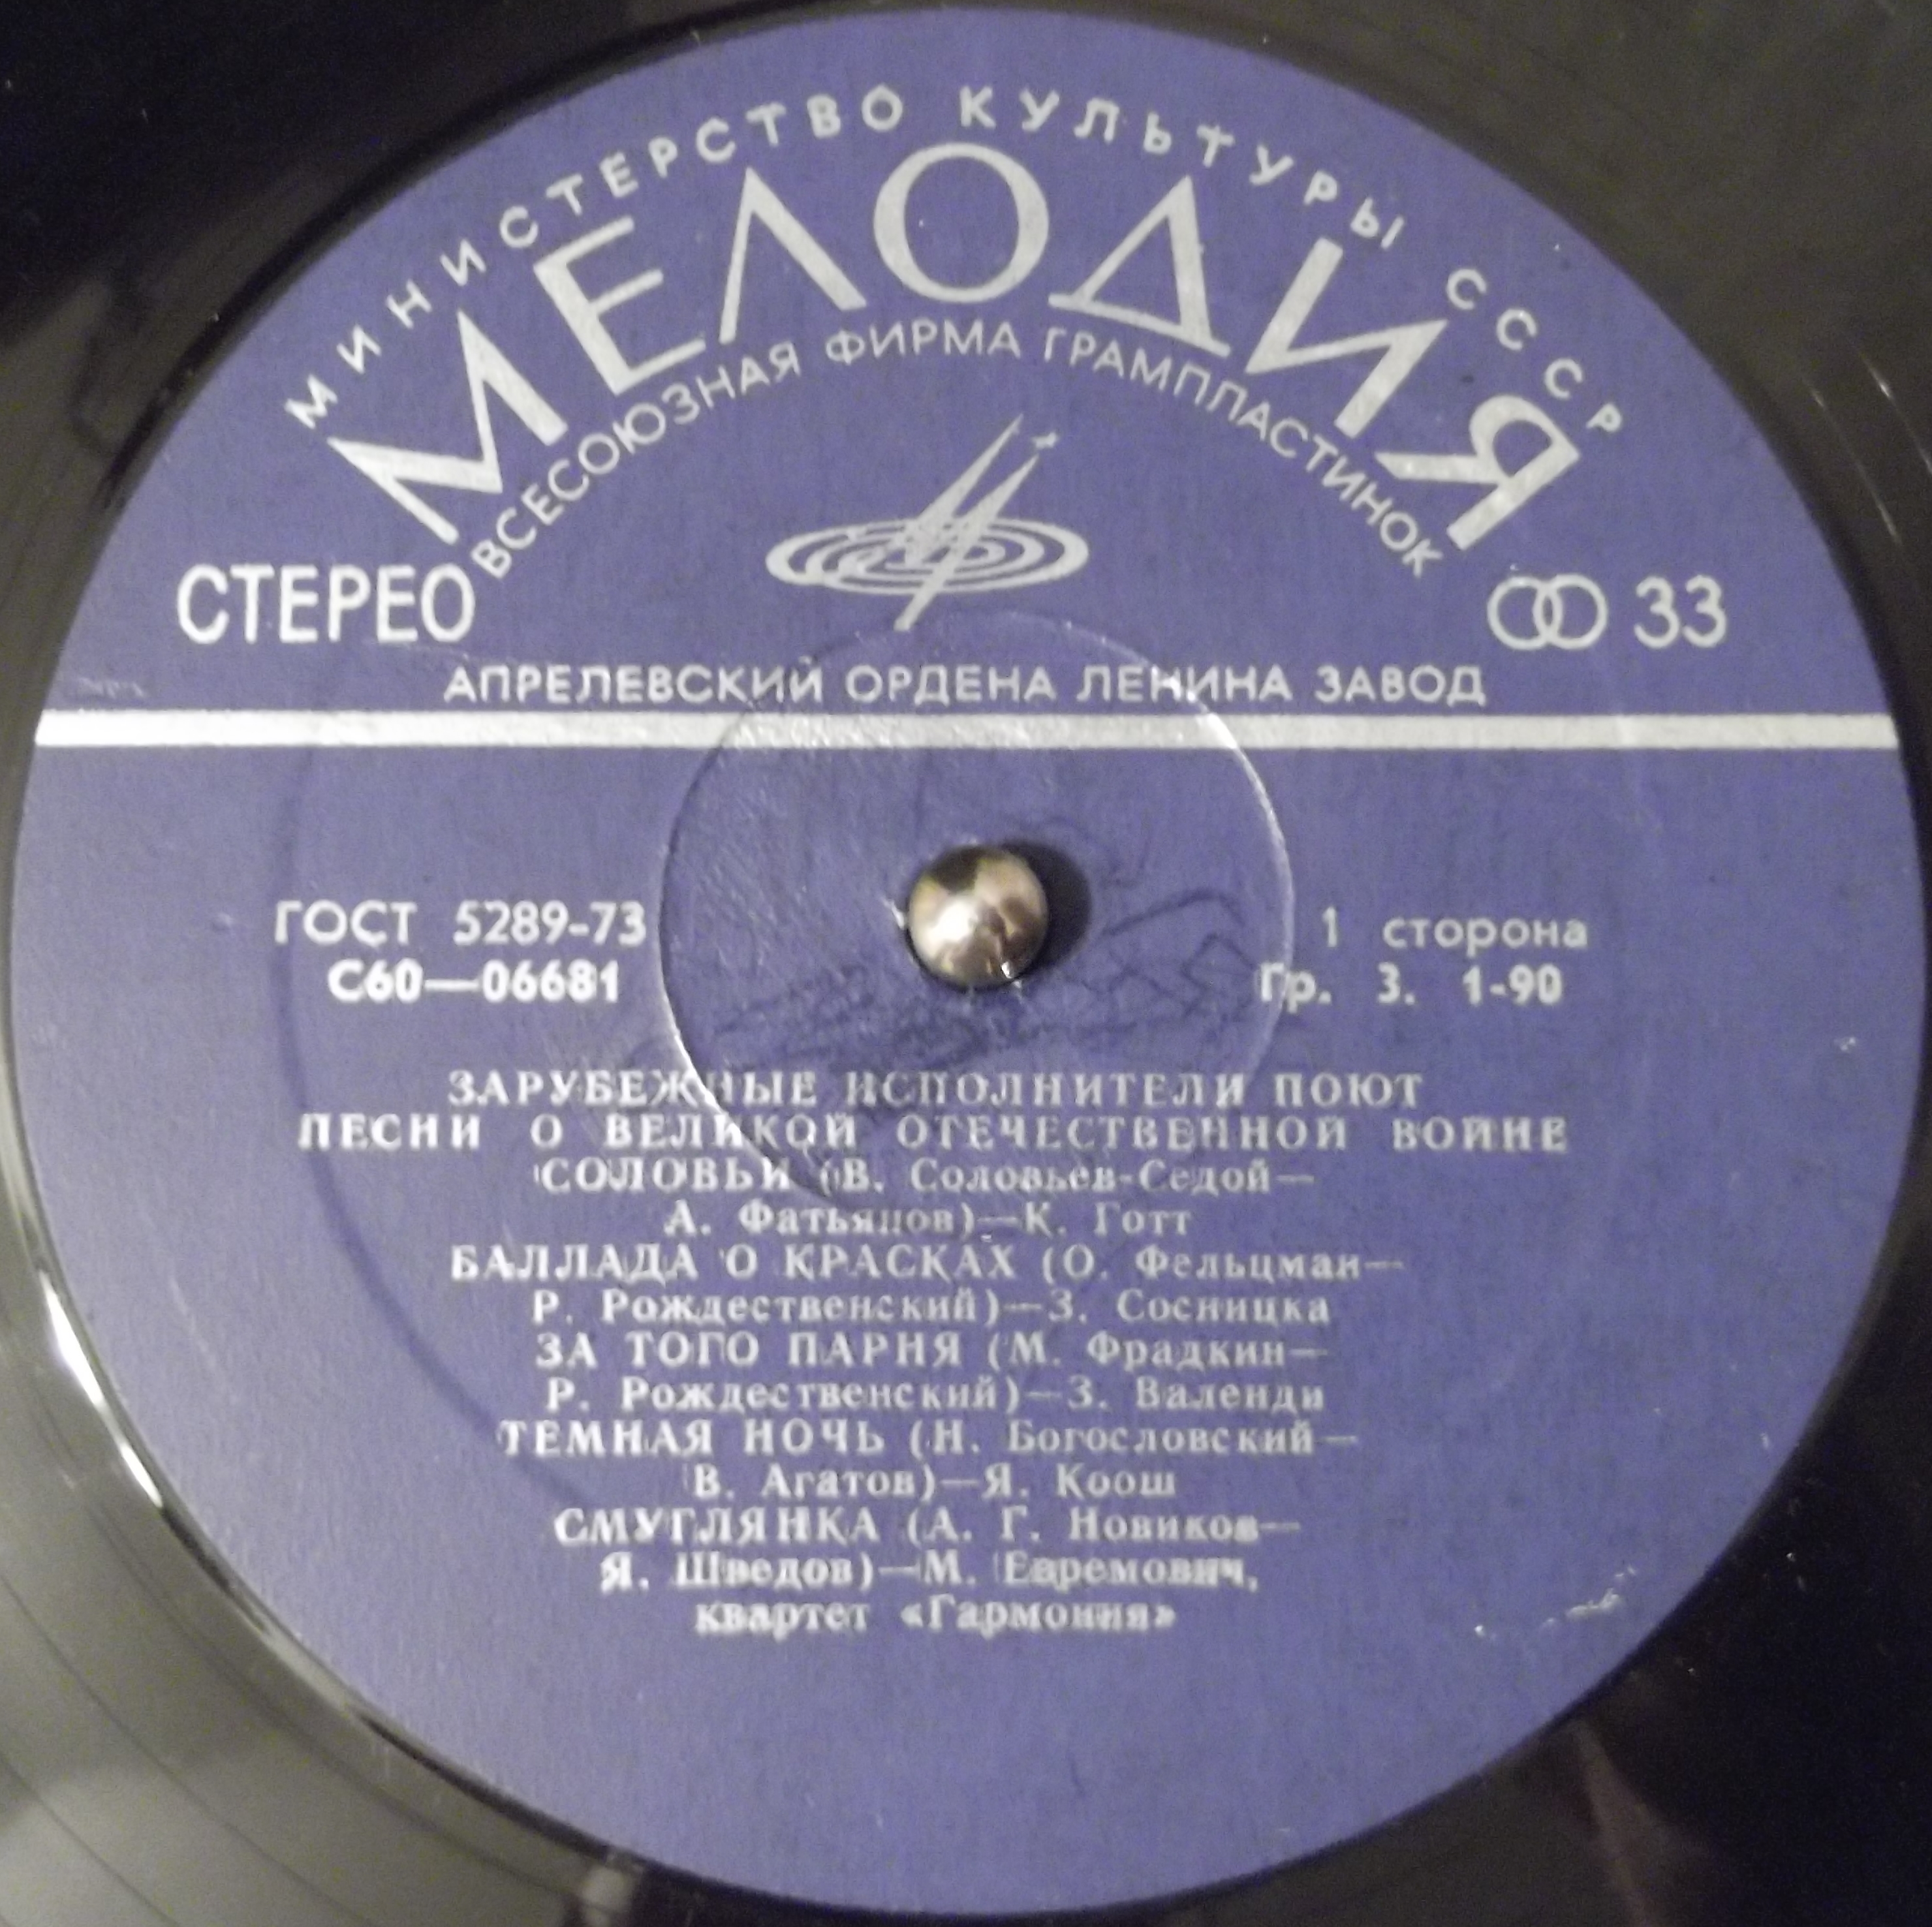 МИНИСТЕРСТВО КУЛЬТУРЫ СССР
МЕЛОДИЯ
ВСЕСОЮЗНАЯ ФИРМА ГРАМПЛАСТИНОК
СТЕРЕО
33
АПРЕЛЕВСКИЙ ОРДЕНА ЛЕНИНА ЗАВОД
ГОСТ 5289-73
1 сторона
С60—06681
Гр. 3. 1-90
ЗАРУБЕЖНЫЕ ИСПОЛНИТЕЛИ ПОЮТ
ПЕСНИ О ВЕЛИКОЙ ОТЕЧЕСТВЕННОЙ ВОЙНЕ
СОЛОВЬИ (В. Соловьев-Седой—
А. Фатьянов)—К. Готт
БАЛЛАДА О КРАСКАХ (О. Фельцман—
Р. Рождественский)—З. Сосницка
ЗА ТОГО ПАРНЯ (М. Фрадкин—
Р. Рождественский)—З. Валенди
ТЕМНАЯ НОЧЬ (Н. Богословский—
В. Агатов)—Я. Коош
СМУГЛЯНКА (А. Г. Новиков—
Я. Шведов)—М. Евремович,
квартет «Гармония»